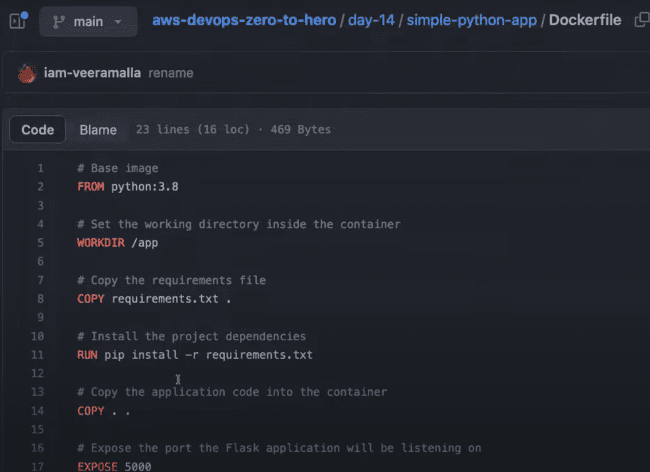 main
aws-devops-zero-to-hero / day-14 / simple-python-app / Dockerfile
iam-veeramalla rename
Code Blame 23 lines (16 loc) · 469 Bytes
1 # Base image
2 FROM python:3.8
3
4 # Set the working directory inside the container
5 WORKDIR /app
6
7 # Copy the requirements file
8 COPY requirements.txt .
9
10 # Install the project dependencies
11 RUN pip install -r requirements.txt
12
13 # Copy the application code into the container
14 COPY . .
15
16 # Expose the port the Flask application will be listening on
17 EXPOSE 5000